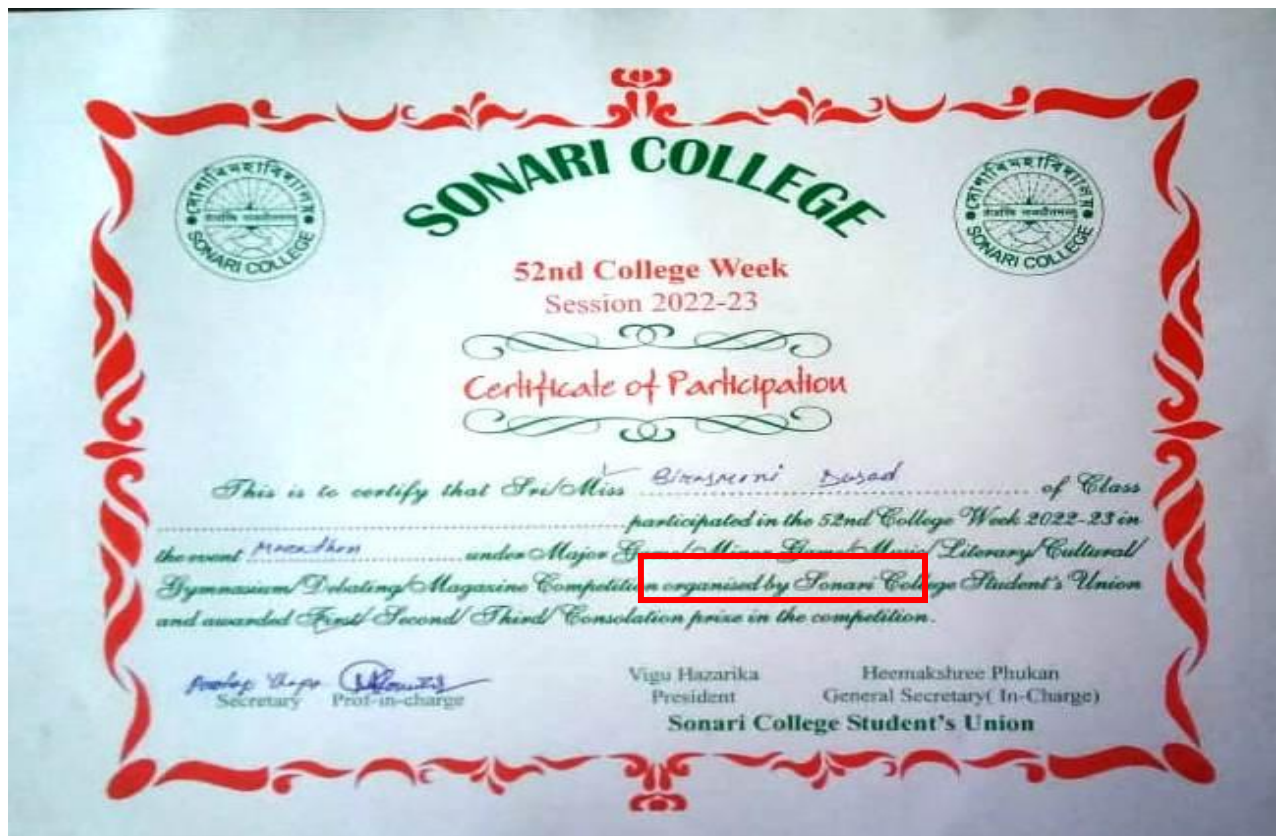 SONARI COLLEGE
সোণাৰি মহাবিদ্যালয়
SONARI COLLEGE
সোণাৰি মহাবিদ্যালয়
SONARI COLLEGE
52nd College Week
Session 2022-23
Certificate of Participation
This is to certify that Sri/Miss of Class
participated in the 52nd College Week 2022-23 in
the event Marathon under Major Game/Minor Game/Music/Literary/Cultural/
Gymnasium/Debating/Magazine Competition organised by Sonari College Student's Union
and awarded First/ Second/ Third/ Consolation prize in the competition.
Secretary Prof-in-charge
Vigu Hazarika Heemakshree Phukan
President General Secretary( In-Charge)
Sonari College Student's Union